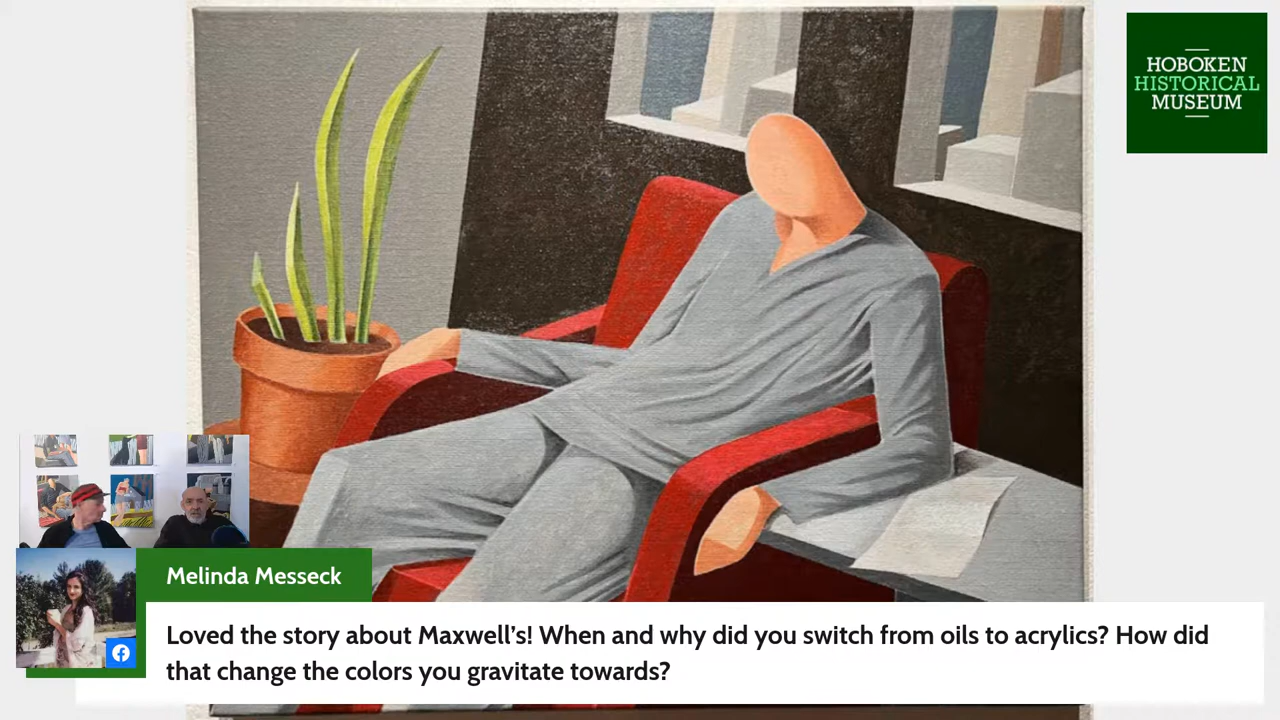 HOBOKEN
HISTORICAL
MUSEUM
Melinda Messeck
Loved the story about Maxwell's! When and why did you switch from oils to acrylics? How did
that change the colors you gravitate towards?